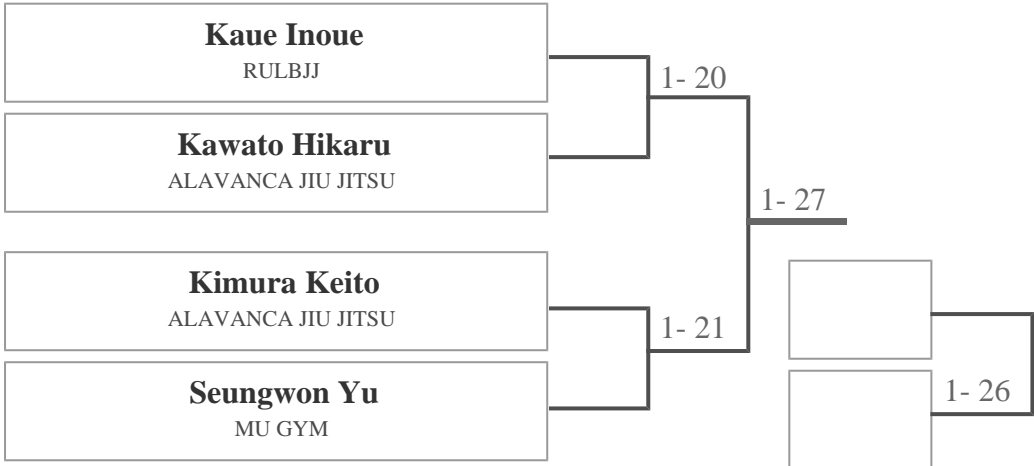 Kaue Inoue
RULBJJ
1- 20
Kawato Hikaru
ALAVANCA JIU JITSU
1- 27
Kimura Keito
ALAVANCA JIU JITSU
1- 21
Seungwon Yu
MU GYM
1- 26